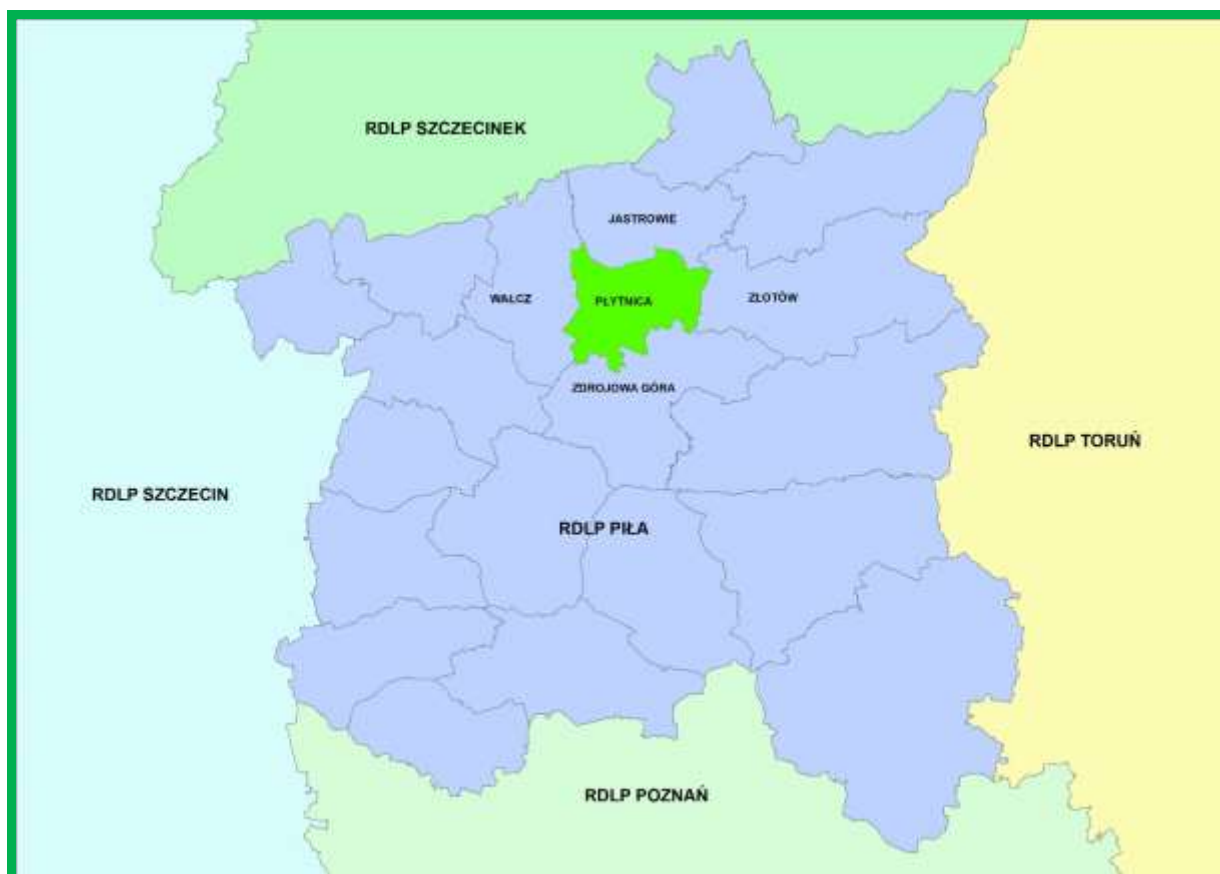 RDLP SZCZECINEK
JASTROWIE
WAŁCZ
PŁYTNICA
ZŁOTÓW
ZDROJOWA GÓRA
RDLP TORUŃ
RDLP SZCZECIN
RDLP PIŁA
RDLP POZNAŃ